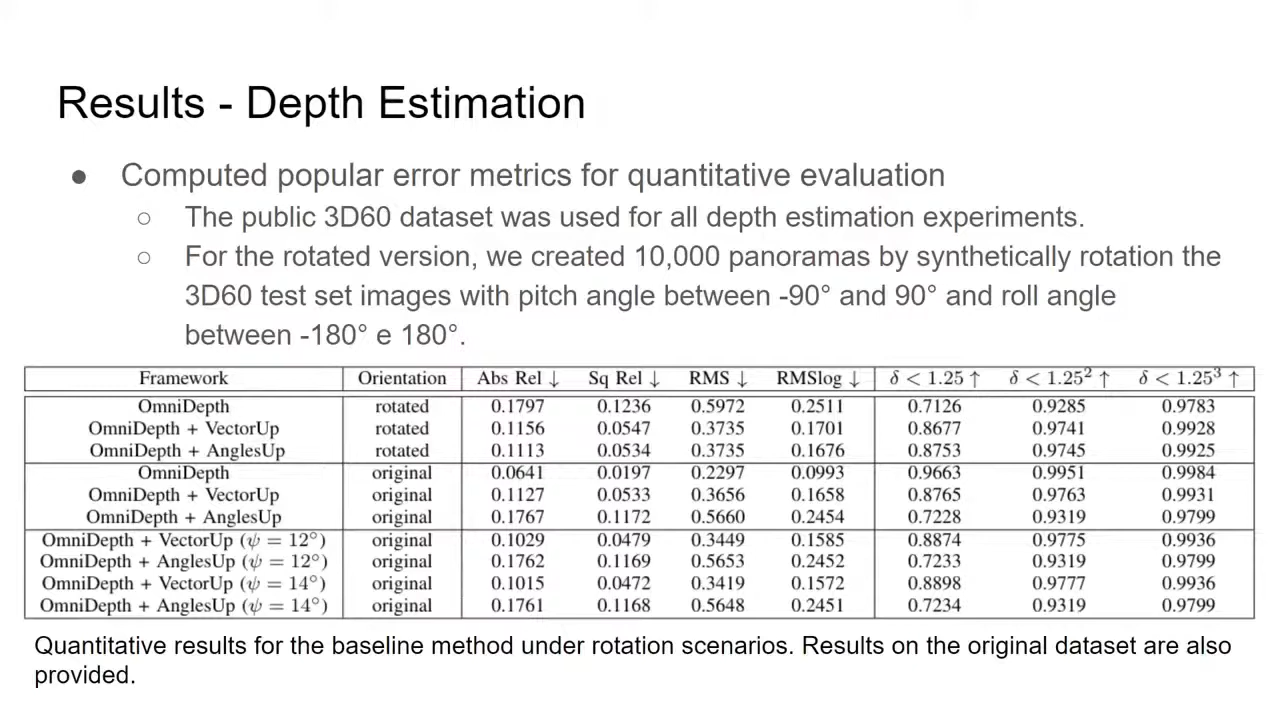 Results - Depth Estimation
● Computed popular error metrics for quantitative evaluation
○ The public 3D60 dataset was used for all depth estimation experiments.
○ For the rotated version, we created 10,000 panoramas by synthetically rotation the
3D60 test set images with pitch angle between -90° and 90° and roll angle
between -180° e 180°.
Framework Orientation Abs Rel ↓ Sq Rel ↓ RMS ↓ RMSlog ↓ δ < 1.25 ↑ δ < 1.25² ↑ δ < 1.25³ ↑
OmniDepth rotated 0.1797 0.1236 0.5972 0.2511 0.7126 0.9285 0.9783
OmniDepth + VectorUp rotated 0.1156 0.0547 0.3735 0.1701 0.8677 0.9741 0.9928
OmniDepth + AnglesUp rotated 0.1113 0.0534 0.3735 0.1676 0.8753 0.9745 0.9925
OmniDepth original 0.0641 0.0197 0.2297 0.0993 0.9663 0.9951 0.9984
OmniDepth + VectorUp original 0.1127 0.0533 0.3656 0.1658 0.8765 0.9763 0.9931
OmniDepth + AnglesUp original 0.1767 0.1172 0.5660 0.2454 0.7228 0.9319 0.9799
OmniDepth + VectorUp (ψ = 12°) original 0.1029 0.0479 0.3449 0.1585 0.8874 0.9775 0.9936
OmniDepth + AnglesUp (ψ = 12°) original 0.1762 0.1169 0.5653 0.2452 0.7233 0.9319 0.9799
OmniDepth + VectorUp (ψ = 14°) original 0.1015 0.0472 0.3419 0.1572 0.8898 0.9777 0.9936
OmniDepth + AnglesUp (ψ = 14°) original 0.1761 0.1168 0.5648 0.2451 0.7234 0.9319 0.9799
Quantitative results for the baseline method under rotation scenarios. Results on the original dataset are also
provided.